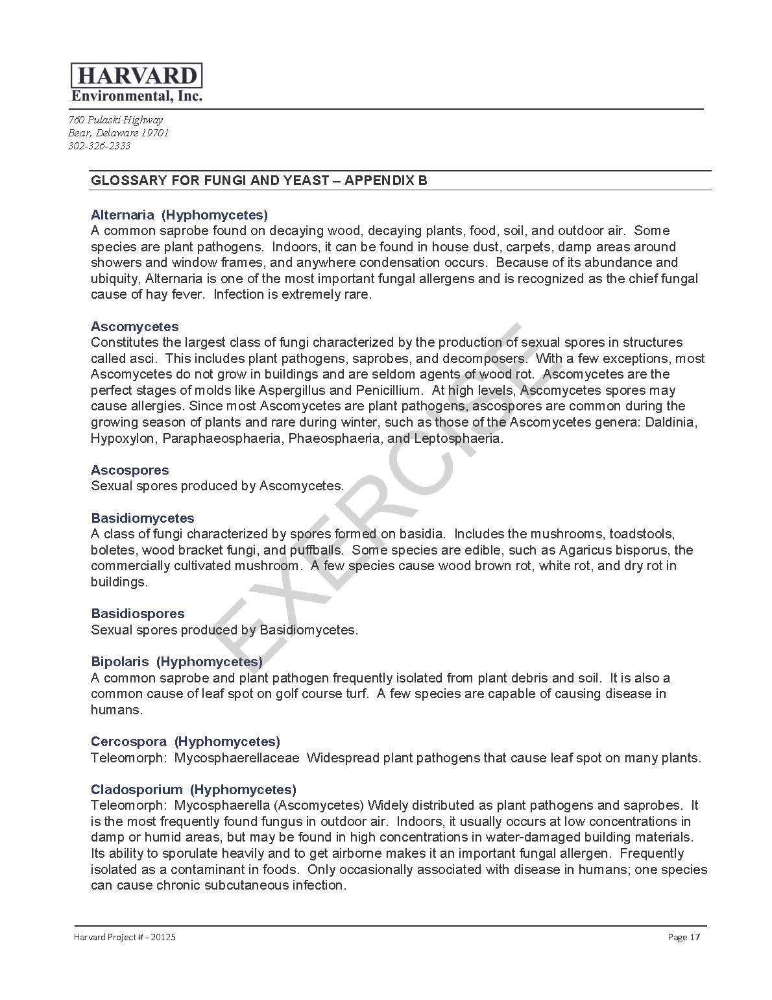 HARVARD
Environmental, Inc.
760 Pulaski Highway
Bear, Delaware 19701
302-326-2333
GLOSSARY FOR FUNGI AND YEAST – APPENDIX B
Alternaria (Hyphomycetes)
A common saprobe found on decaying wood, decaying plants, food, soil, and outdoor air. Some
species are plant pathogens. Indoors, it can be found in house dust, carpets, damp areas around
showers and window frames, and anywhere condensation occurs. Because of its abundance and
ubiquity, Alternaria is one of the most important fungal allergens and is recognized as the chief fungal
cause of hay fever. Infection is extremely rare.
Ascomycetes
Constitutes the largest class of fungi characterized by the production of sexual spores in structures
called asci. This includes plant pathogens, saprobes, and decomposers. With a few exceptions, most
Ascomycetes do not grow in buildings and are seldom agents of wood rot. Ascomycetes are the
perfect stages of molds like Aspergillus and Penicillium. At high levels, Ascomycetes spores may
cause allergies. Since most Ascomycetes are plant pathogens, ascospores are common during the
growing season of plants and rare during winter, such as those of the Ascomycetes genera: Daldinia,
Hypoxylon, Paraphaeosphaeria, Phaeosphaeria, and Leptosphaeria.
Ascospores
Sexual spores produced by Ascomycetes.
Basidiomycetes
A class of fungi characterized by spores formed on basidia. Includes the mushrooms, toadstools,
boletes, wood bracket fungi, and puffballs. Some species are edible, such as Agaricus bisporus, the
commercially cultivated mushroom. A few species cause wood brown rot, white rot, and dry rot in
buildings.
Basidiospores
Sexual spores produced by Basidiomycetes.
Bipolaris (Hyphomycetes)
A common saprobe and plant pathogen frequently isolated from plant debris and soil. It is also a
common cause of leaf spot on golf course turf. A few species are capable of causing disease in
humans.
Cercospora (Hyphomycetes)
Teleomorph: Mycosphaerellaceae Widespread plant pathogens that cause leaf spot on many plants.
Cladosporium (Hyphomycetes)
Teleomorph: Mycosphaerella (Ascomycetes) Widely distributed as plant pathogens and saprobes. It
is the most frequently found fungus in outdoor air. Indoors, it usually occurs at low concentrations in
damp or humid areas, but may be found in high concentrations in water-damaged building materials.
Its ability to sporulate heavily and to get airborne makes it an important fungal allergen. Frequently
isolated as a contaminant in foods. Only occasionally associated with disease in humans; one species
can cause chronic subcutaneous infection.
EXERCISE
Harvard Project # - 20125 Page 17